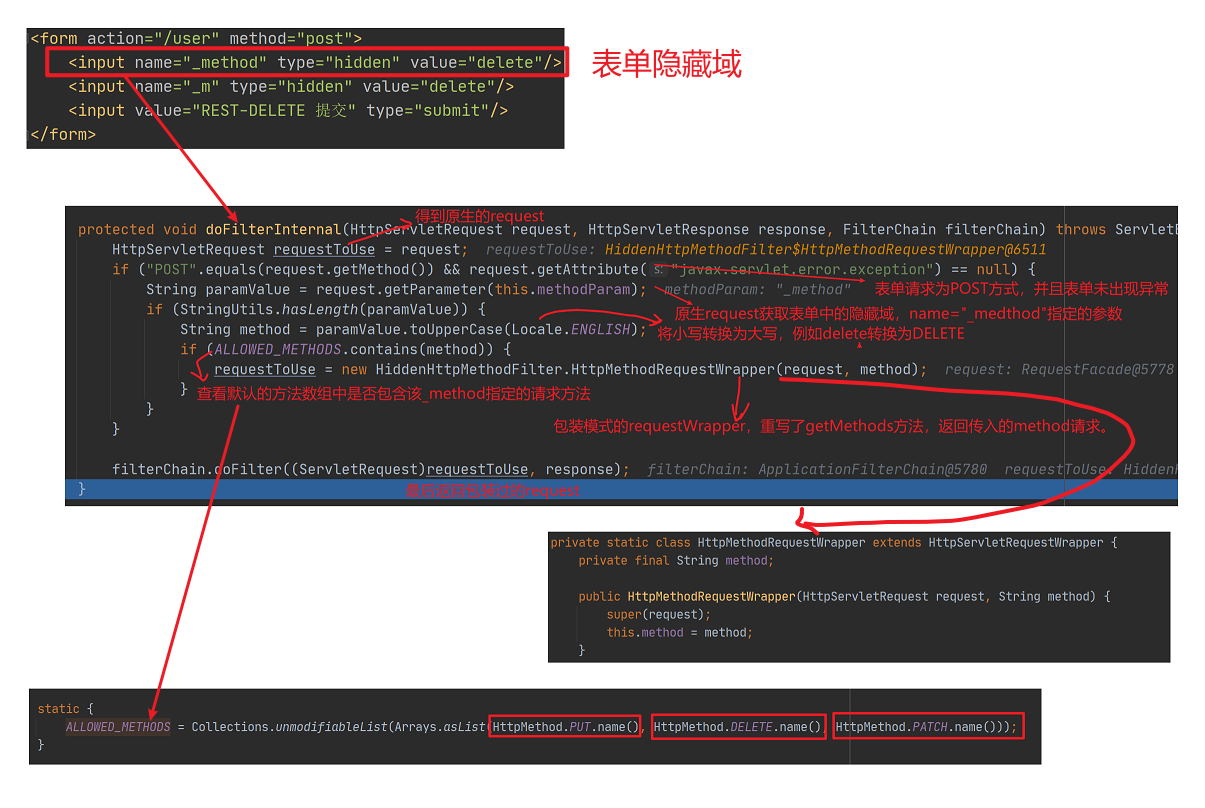 <form action="/user" method="post">
<input name="_method" type="hidden" value="delete"/>
表单隐藏域
<input name="_m" type="hidden" value="delete"/>
<input value="REST-DELETE 提交" type="submit"/>
</form>
得到原生的request
protected void doFilterInternal(HttpServletRequest request, HttpServletResponse response, FilterChain filterChain) throws ServletE
HttpServletRequest requestToUse = request; requestToUse: HiddenHttpMethodFilter$HttpMethodRequestWrapper@6511
if ("POST".equals(request.getMethod()) && request.getAttribute( s: "javax.servlet.error.exception") == null) {
String paramValue = request.getParameter(this.methodParam); methodParam: "_method"
表单请求为POST方式，并且表单未出现异常
if (StringUtils.hasLength(paramValue)) {
原生request获取表单中的隐藏域，name="_medthod"指定的参数
String method = paramValue.toUpperCase(Locale.ENGLISH);
将小写转换为大写，例如delete转换为DELETE
if (ALLOWED_METHODS.contains(method)) {
requestToUse = new HiddenHttpMethodFilter.HttpMethodRequestWrapper(request, method); request: RequestFacade@5778
}
查看默认的方法数组中是否包含该_method指定的请求方法
}
}
包装模式的requestWrapper，重写了getMethods方法，返回传入的method请求。
filterChain.doFilter((ServletRequest)requestToUse, response); filterChain: ApplicationFilterChain@5780 requestToUse: HiddenH
}
最后返回包装过的request
private static class HttpMethodRequestWrapper extends HttpServletRequestWrapper {
private final String method;
public HttpMethodRequestWrapper(HttpServletRequest request, String method) {
super(request);
this.method = method;
}
static {
ALLOWED_METHODS = Collections.unmodifiableList(Arrays.asList(HttpMethod.PUT.name(), HttpMethod.DELETE.name(), HttpMethod.PATCH.name()));
}